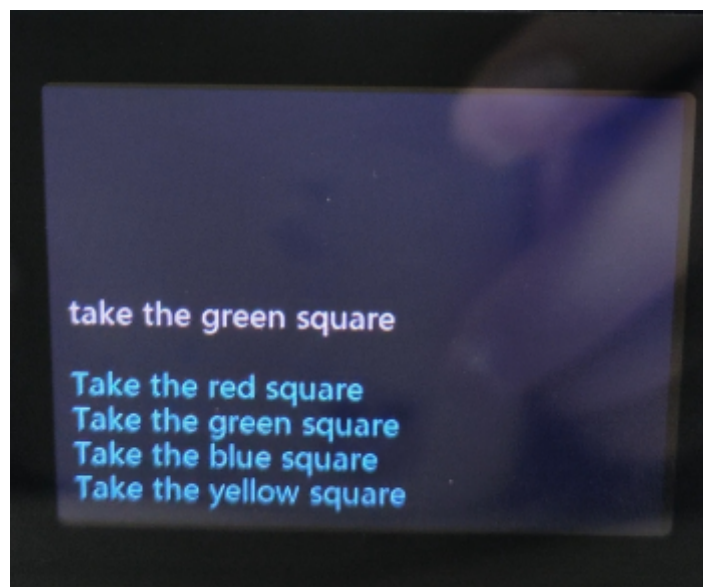 take the green square
Take the red square
Take the green square
Take the blue square
Take the yellow square